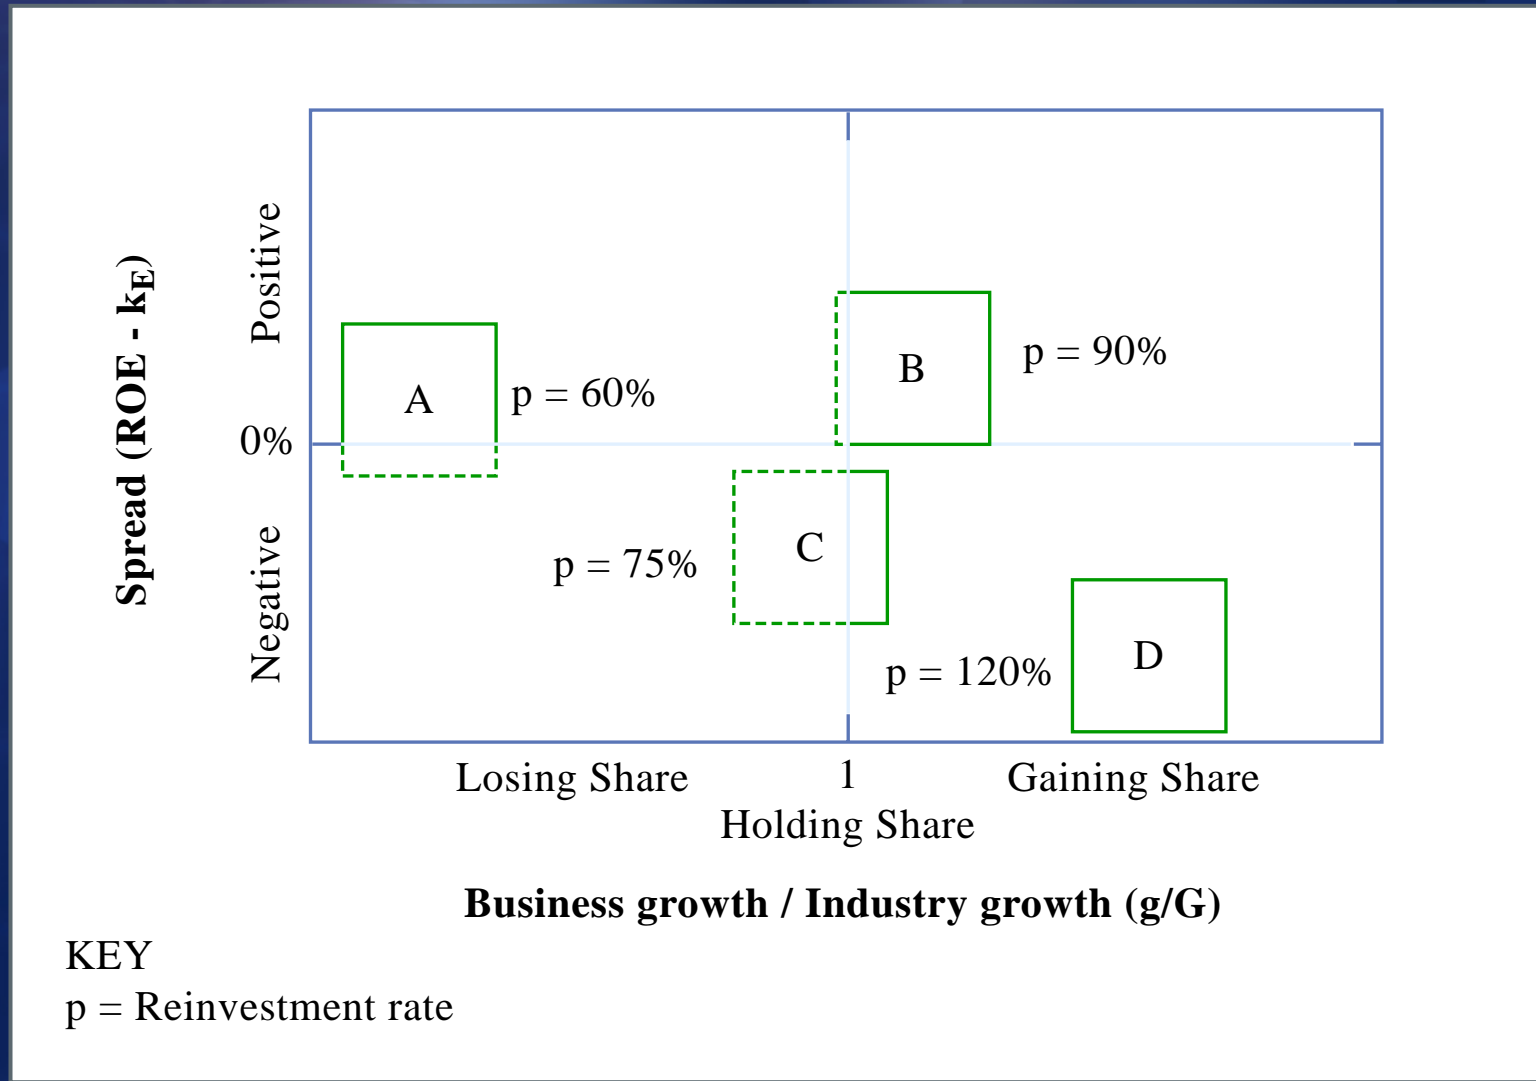 Spread (ROE - kE)
Positive
0%
Negative
A
p = 60%
B
p = 90%
C
p = 75%
D
p = 120%
Losing Share
1
Gaining Share
Holding Share
Business growth / Industry growth (g/G)
KEY
p = Reinvestment rate